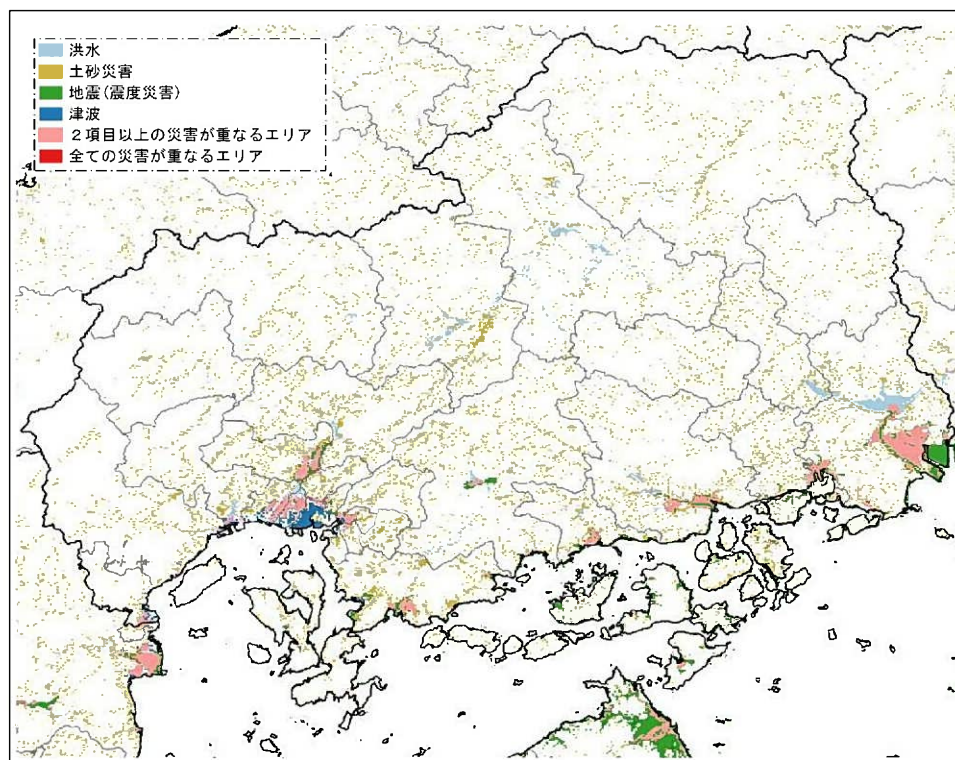 洪水
土砂災害
地震(震度災害)
津波
２項目以上の災害が重なるエリア
全ての災害が重なるエリア